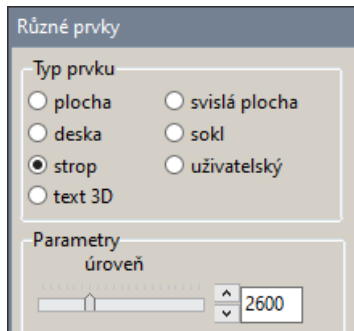 Různé prvky
Typ prvku
plocha
svislá plocha
deska
sokl
strop
uživatelský
text 3D
Parametry
úroveň
2600